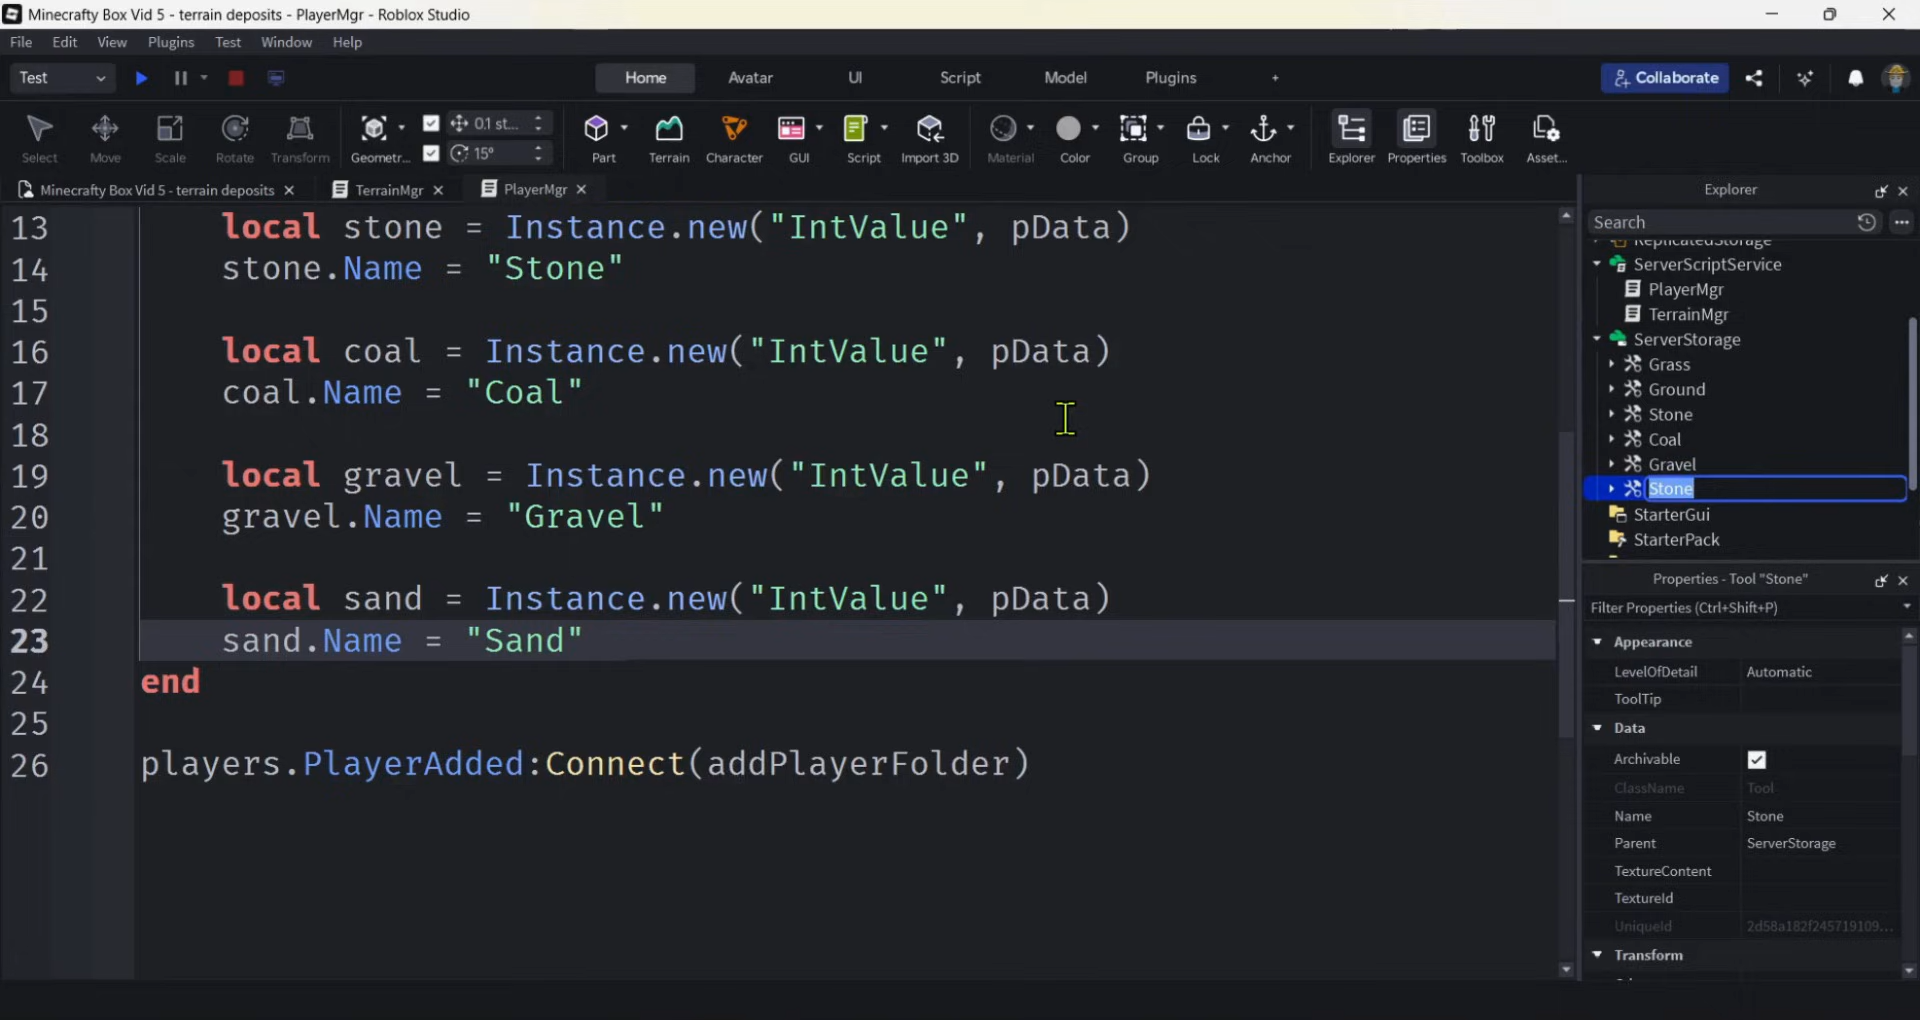 Minecrafty Box Vid 5 - terrain deposits - PlayerMgr - Roblox Studio
File Edit View Plugins Test Window Help
Test Home Avatar UI Script Model Plugins + Collaborate
0.1 st...
15°
Select Move Scale Rotate Transform Geometr... Part Terrain Character GUI Script Import 3D Material Color Group Lock Anchor Explorer Properties Toolbox Asset...
Minecrafty Box Vid 5 - terrain deposits TerrainMgr PlayerMgr
13 local stone = Instance.new("IntValue", pData)
14 stone.Name = "Stone"
15
16 local coal = Instance.new("IntValue", pData)
17 coal.Name = "Coal"
18
19 local gravel = Instance.new("IntValue", pData)
20 gravel.Name = "Gravel"
21
22 local sand = Instance.new("IntValue", pData)
23 sand.Name = "Sand"
24 end
25
26 players.PlayerAdded:Connect(addPlayerFolder)
Explorer
Search
ReplicatedStorage
ServerScriptService
PlayerMgr
TerrainMgr
ServerStorage
Grass
Ground
Stone
Coal
Gravel
Stone
StarterGui
StarterPack
Properties - Tool "Stone"
Filter Properties (Ctrl+Shift+P)
Appearance
LevelOfDetail Automatic
ToolTip
Data
Archivable
ClassName Tool
Name Stone
Parent ServerStorage
TextureContent
TextureId
UniqueId 2d58a182f245719109...
Transform